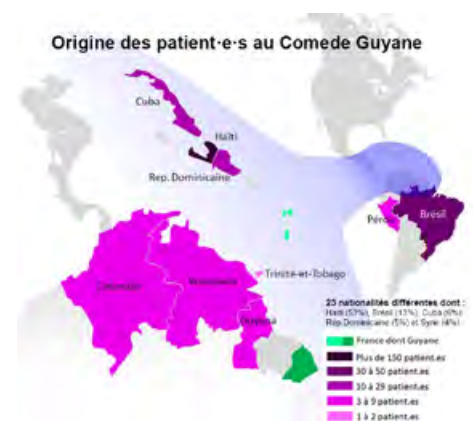 Origine des patient·e·s au Comede Guyane
Cuba
Haïti
Rep. Dominicaine
Pérou
Brésil
Trinité-et-Tobago
Colombie
Venezuela
Guyana
23 nationalités différentes dont :
Haïti (53%), Brésil (13%), Cuba (6%)
Rép.Dominicaine (5%) et Syrie (4%)
France dont Guyane
Plus de 150 patient.es
30 à 50 patient.es
10 à 29 patient.es
3 à 9 patient.es
1 à 2 patient.es